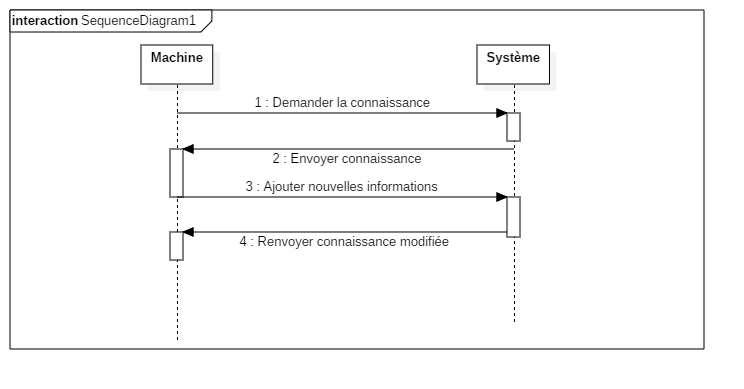 interaction SequenceDiagram1
Machine
Système
1 : Demander la connaissance
2 : Envoyer connaissance
3 : Ajouter nouvelles informations
4 : Renvoyer connaissance modifiée